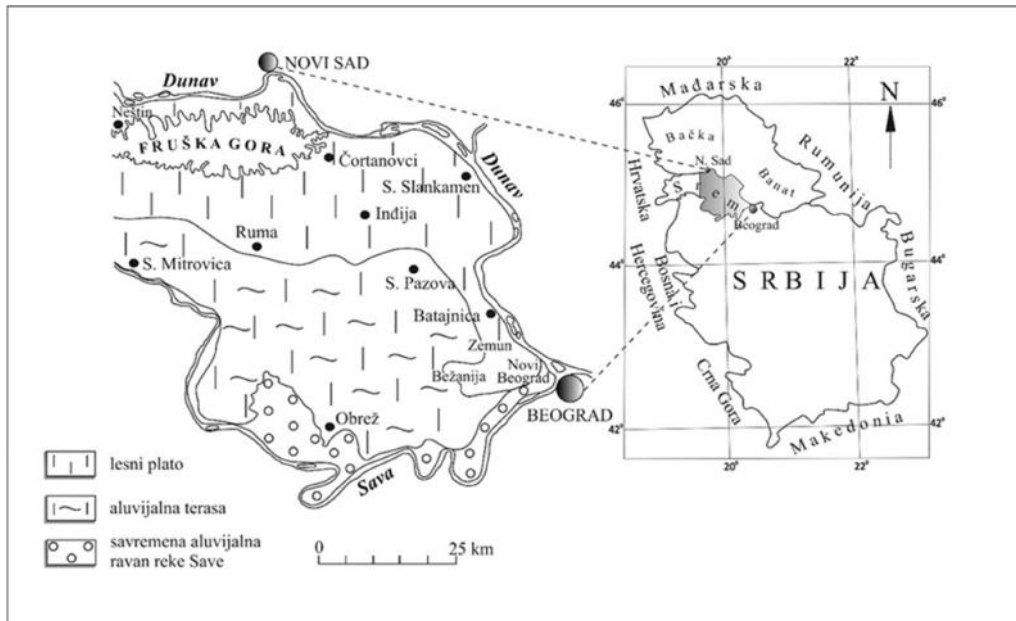 NOVI SAD
Dunav
Neštin
FRUŠKA GORA
Čortanovci
Dunav
S. Slankamen
Inđija
Ruma
S. Mitrovica
S. Pazova
Batajnica
Zemun
Novi
Beograd
Bežanija
BEOGRAD
Obrež
Sava
lesni plato
aluvijalna terasa
savremena aluvijalna
ravan reke Save
0 25 km
20° 22°
46° 46°
N
Mađarska
Bačka
N. Sad
Banat
Rumunija
Hrvatska
Srem
Beograd
44° 44°
Bosna i
Hercegovina
SRBIJA
Bugarska
Crna Gora
Makedonia
42° 42°
20° 22°